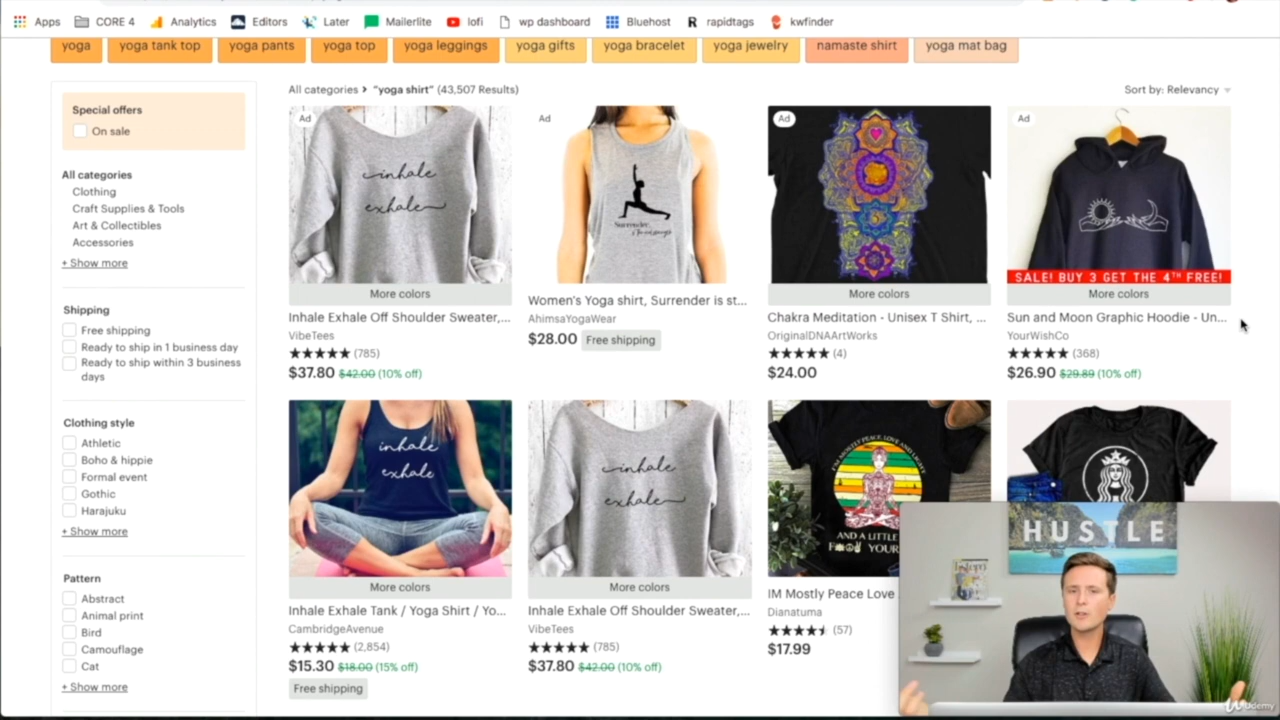 Apps CORE 4 Analytics Editors Later Mailerlite lofi wp dashboard Bluehost rapidtags kwfinder
yoga yoga tank top yoga pants yoga top yoga leggings yoga gifts yoga bracelet yoga jewelry namaste shirt yoga mat bag
All categories > "yoga shirt" (43,507 Results)
Sort by: Relevancy
Special offers
On sale
All categories
Clothing
Craft Supplies & Tools
Art & Collectibles
Accessories
+ Show more
Shipping
Free shipping
Ready to ship in 1 business day
Ready to ship within 3 business
days
Clothing style
Athletic
Boho & hippie
Formal event
Gothic
Harajuku
+ Show more
Pattern
Abstract
Animal print
Bird
Camouflage
Cat
+ Show more
Ad
inhale
exhale
More colors
Inhale Exhale Off Shoulder Sweater,...
VibeTees
(785)
$37.80 $42.00 (10% off)
Ad
Surrender
Women's Yoga shirt, Surrender is st...
AhimsaYogaWear
$28.00 Free shipping
Ad
More colors
Chakra Meditation - Unisex T Shirt, ...
OriginalDNAArtWorks
(4)
$24.00
Ad
SALE! BUY 3 GET THE 4TH FREE!
More colors
Sun and Moon Graphic Hoodie - Un...
YourWishCo
(368)
$26.90 $29.89 (10% off)
inhale
exhale
More colors
Inhale Exhale Tank / Yoga Shirt / Yo...
CambridgeAvenue
(2,854)
$15.30 $18.00 (15% off)
Free shipping
inhale
exhale
More colors
Inhale Exhale Off Shoulder Sweater,...
VibeTees
(785)
$37.80 $42.00 (10% off)
I'M MOSTLY PEACE, LOVE AND LIGHT
AND A LITTLE
YOUR
IM Mostly Peace Love
Dianatuma
(57)
$17.99
HUSTLE
Udemy